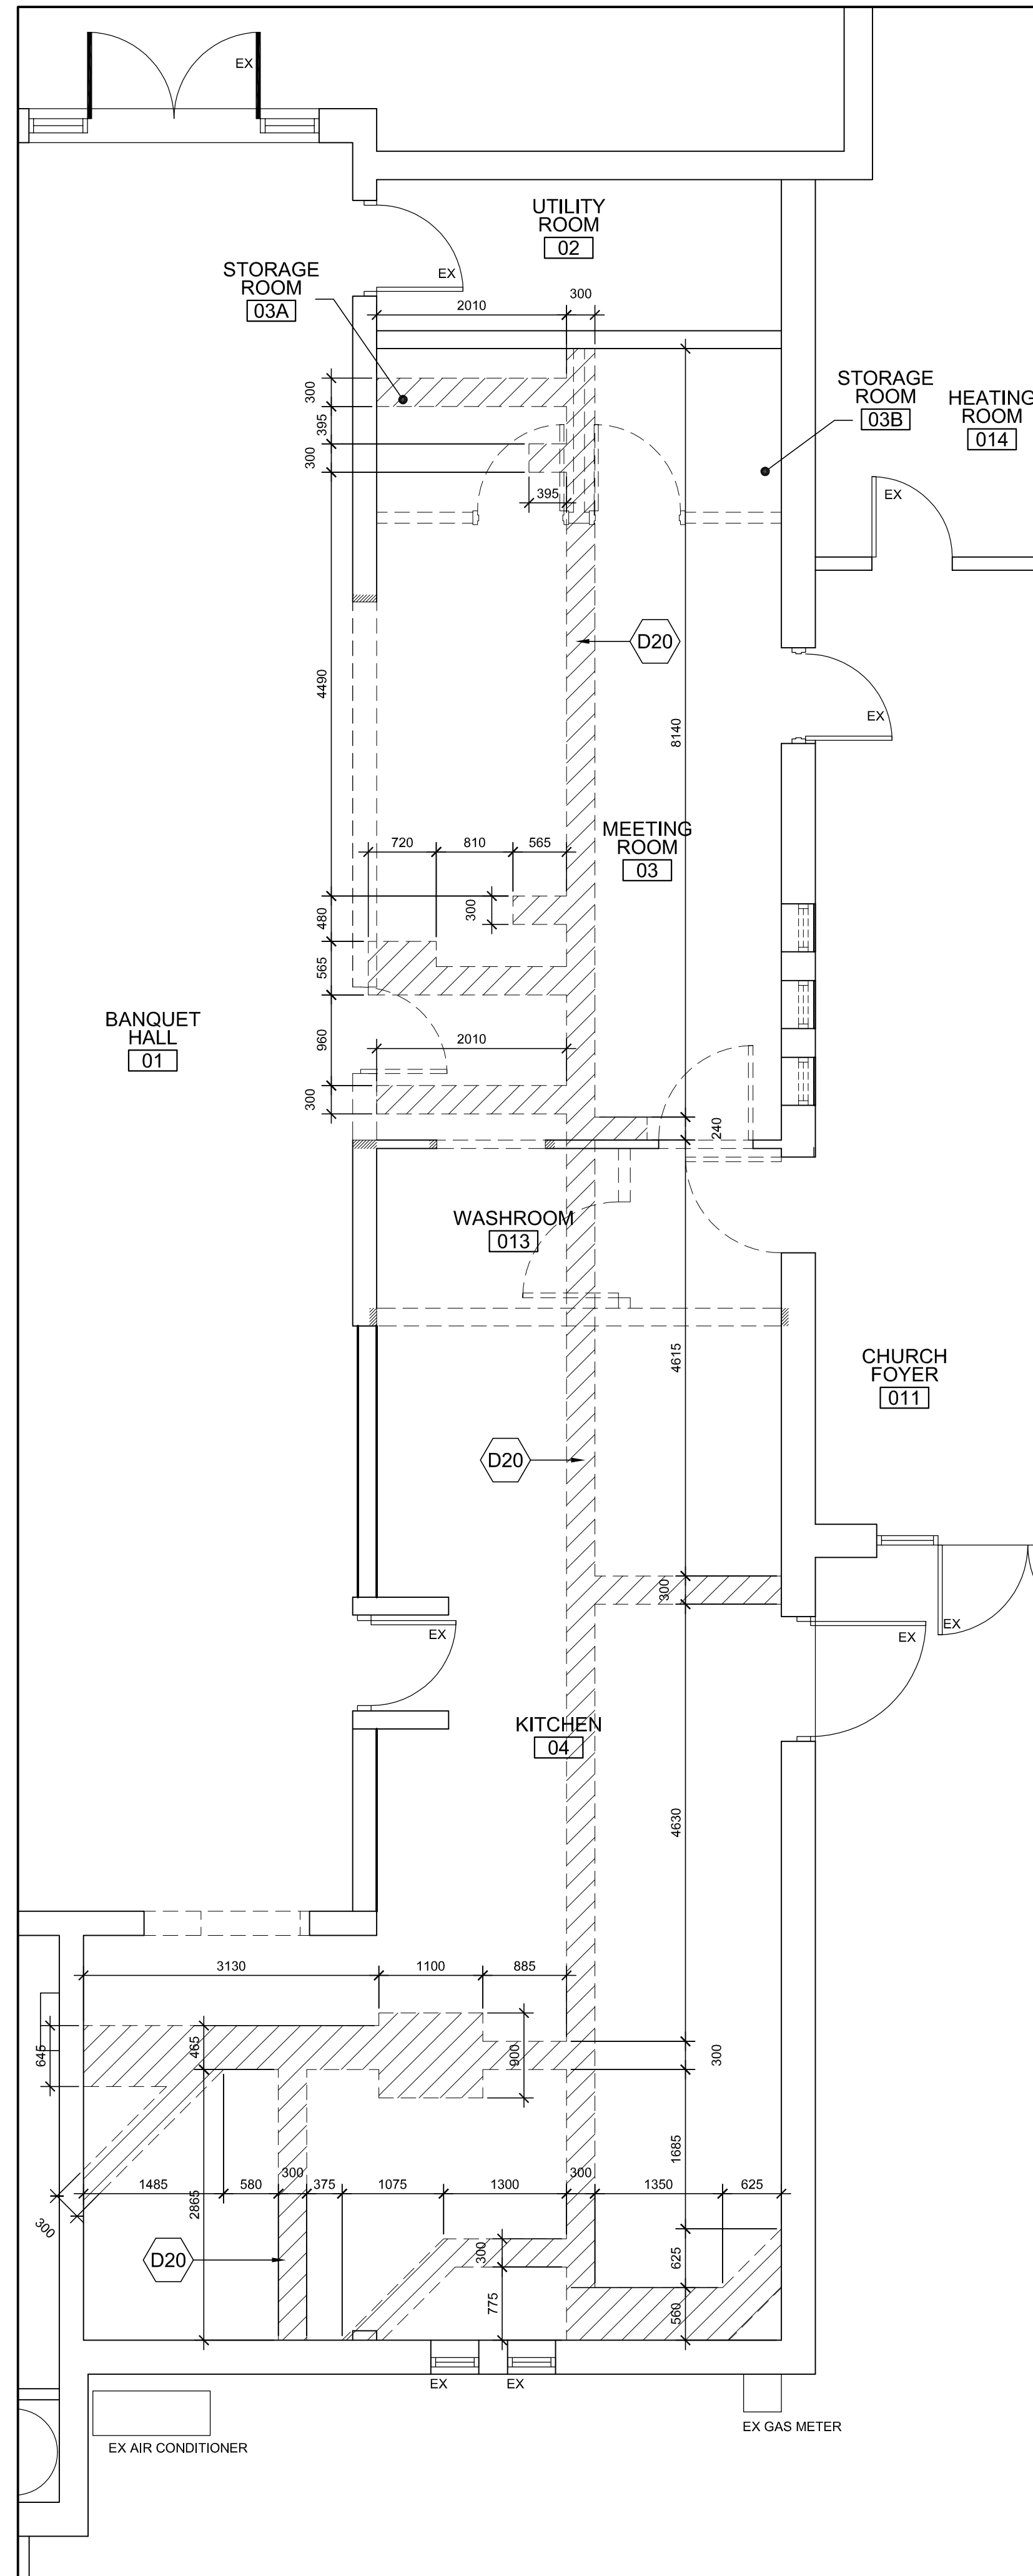 EX
UTILITY
ROOM
02
STORAGE
ROOM
03A
EX
2010
300
STORAGE
ROOM
03B
HEATING
ROOM
014
300
395
300
395
EX
D20
4490
8140
EX
MEETING
ROOM
03
720
810
565
300
480
565
960
300
2010
BANQUET
HALL
01
240
WASHROOM
013
4615
CHURCH
FOYER
011
D20
300
EX
EX
EX
KITCHEN
04
4630
3130
1100
885
645
465
900
300
1685
1485
580
300
375
1075
1300
300
1350
625
2865
300
D20
300
775
625
560
EX
EX
EX AIR CONDITIONER
EX GAS METER